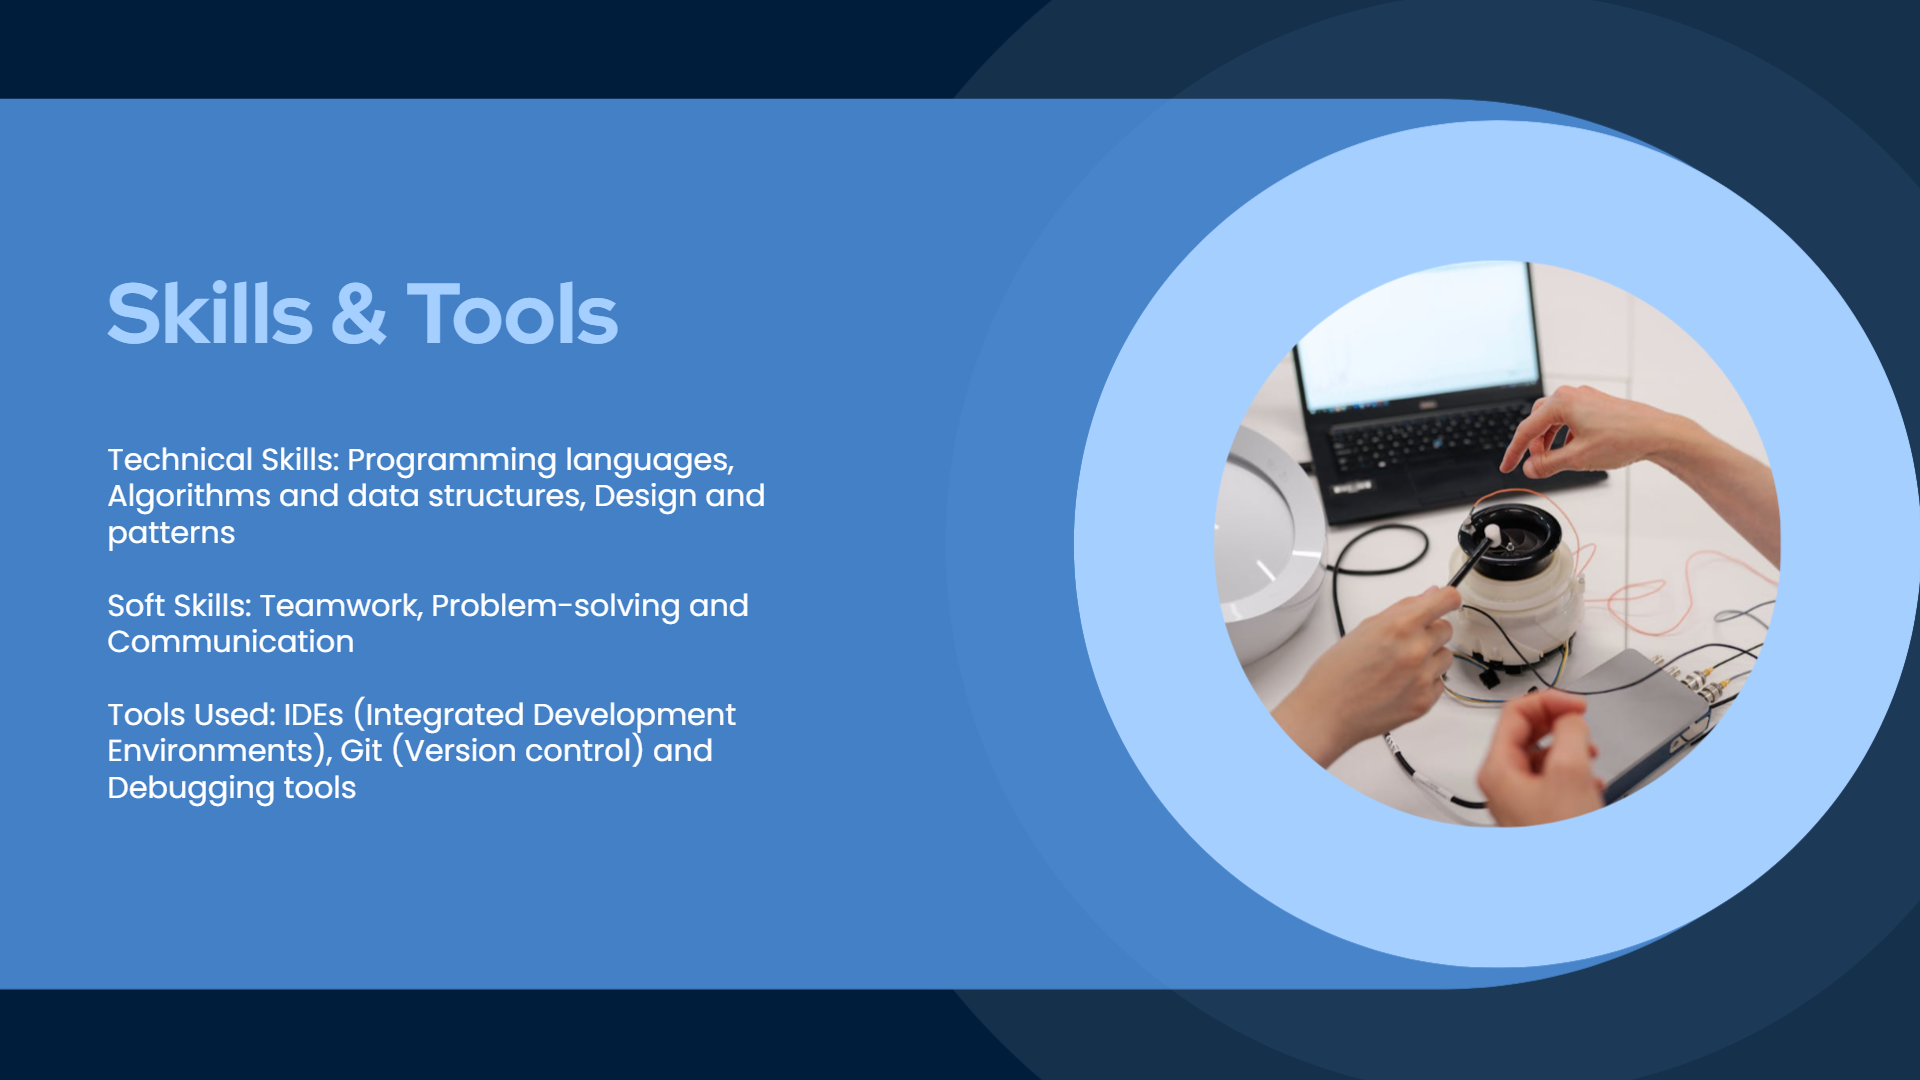 Skills & Tools
Technical Skills: Programming languages,
Algorithms and data structures, Design and
patterns
Soft Skills: Teamwork, Problem-solving and
Communication
Tools Used: IDEs (Integrated Development
Environments), Git (Version control) and
Debugging tools